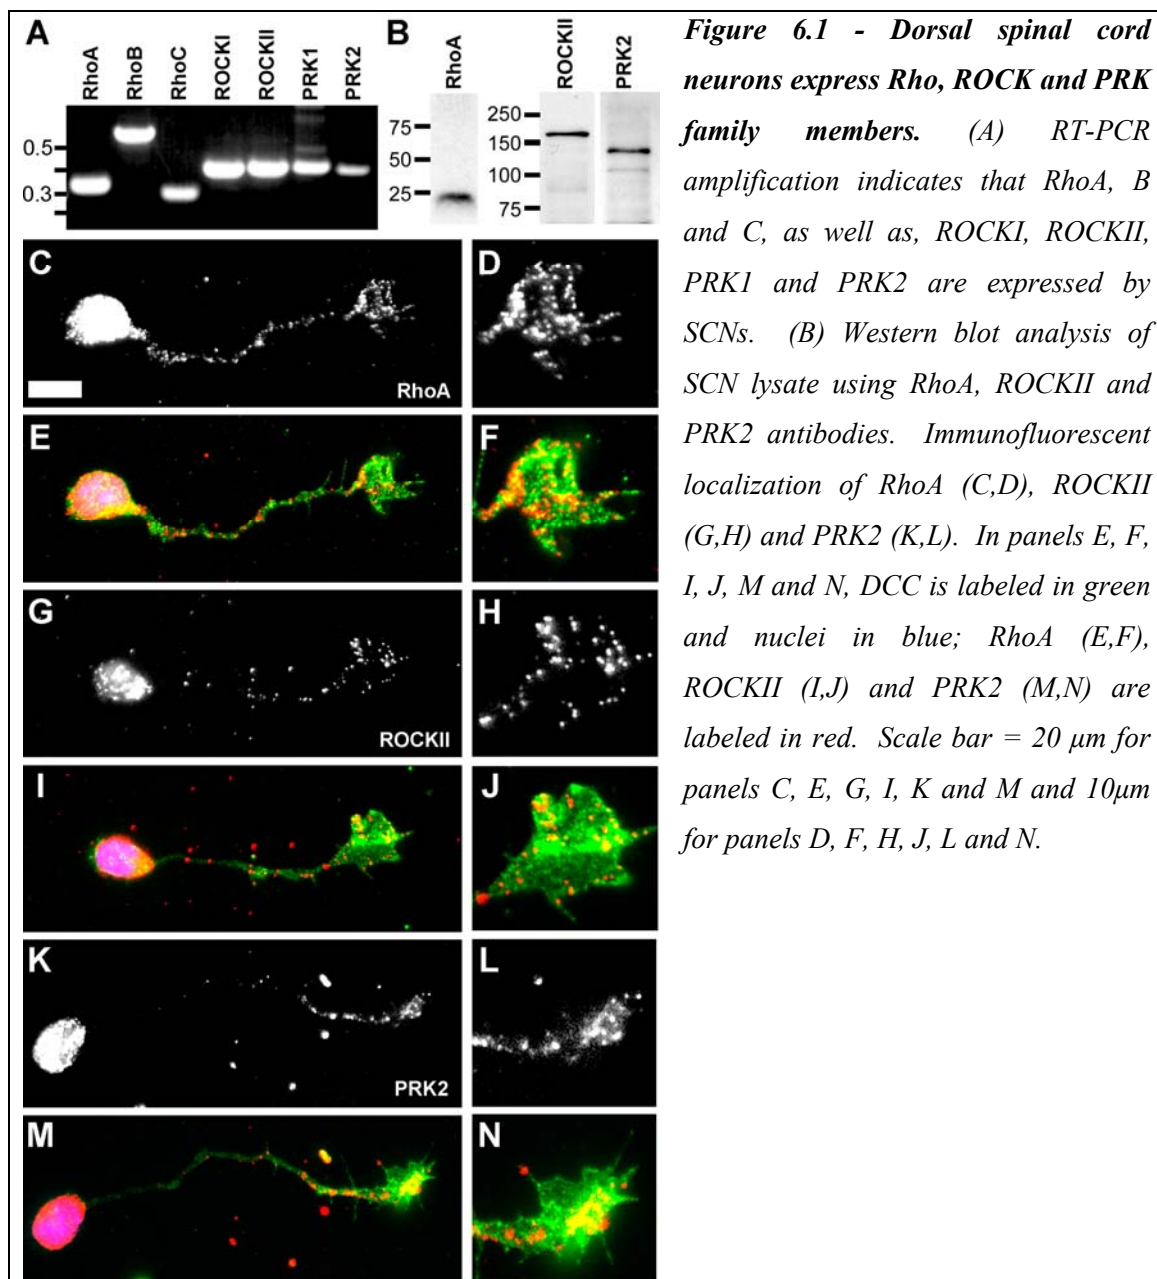 A
RhoA
RhoB
RhoC
ROCKI
ROCKII
PRK1
PRK2
0.5
0.3
B
RhoA
ROCKII
PRK2
75
50
25
250
150
100
75
C
RhoA
D
E
F
G
ROCKII
H
I
J
K
PRK2
L
M
N
Figure 6.1 - Dorsal spinal cord
neurons express Rho, ROCK and PRK
family members. (A) RT-PCR
amplification indicates that RhoA, B
and C, as well as, ROCKI, ROCKII,
PRK1 and PRK2 are expressed by
SCNs. (B) Western blot analysis of
SCN lysate using RhoA, ROCKII and
PRK2 antibodies. Immunofluorescent
localization of RhoA (C,D), ROCKII
(G,H) and PRK2 (K,L). In panels E, F,
I, J, M and N, DCC is labeled in green
and nuclei in blue; RhoA (E,F),
ROCKII (I,J) and PRK2 (M,N) are
labeled in red. Scale bar = 20 μm for
panels C, E, G, I, K and M and 10μm
for panels D, F, H, J, L and N.